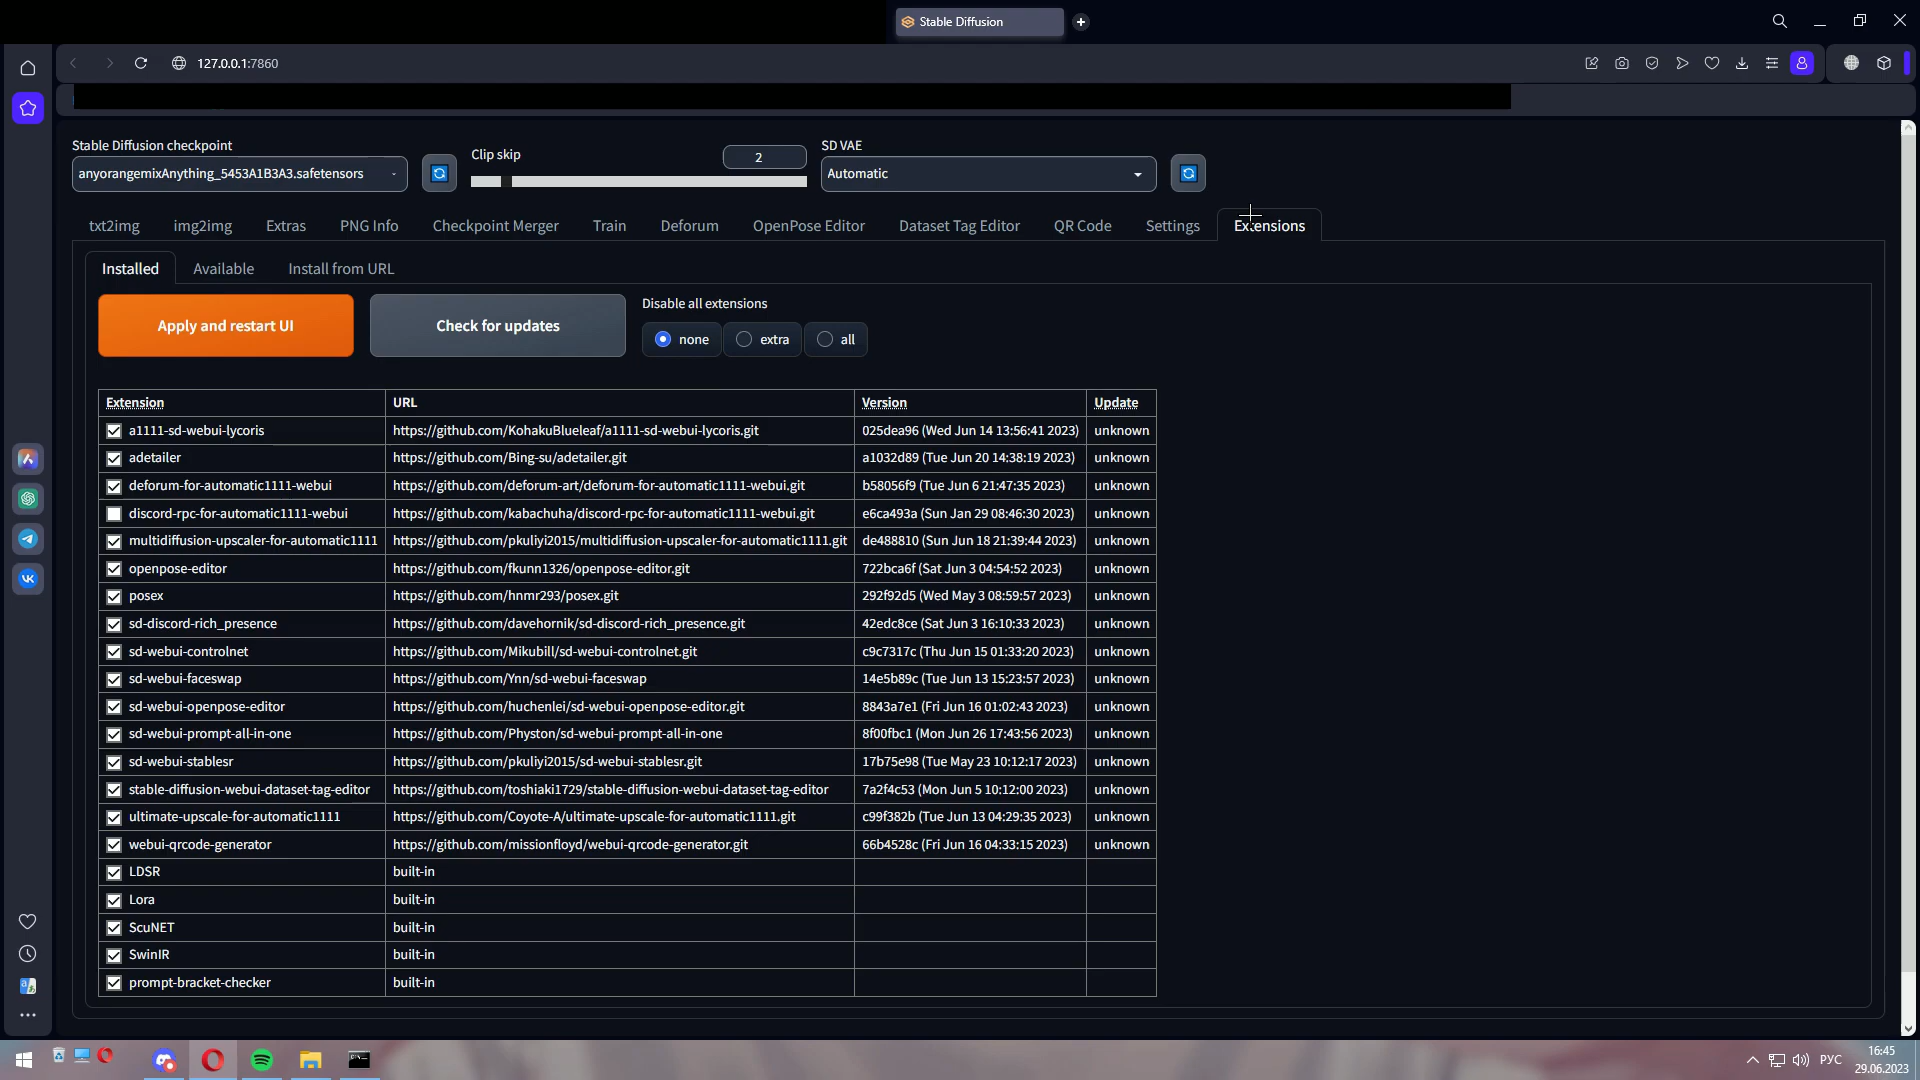 Stable Diffusion
127.0.0.1:7860
Stable Diffusion checkpoint
anyorangemixAnything_5453A1B3A3.safetensors
Clip skip
2
SD VAE
Automatic
txt2img img2img Extras PNG Info Checkpoint Merger Train Deforum OpenPose Editor Dataset Tag Editor QR Code Settings Extensions
Installed Available Install from URL
Apply and restart UI
Check for updates
Disable all extensions
none extra all
Extension URL Version Update
a1111-sd-webui-lycoris https://github.com/KohakuBlueleaf/a1111-sd-webui-lycoris.git 025dea96 (Wed Jun 14 13:56:41 2023) unknown
adetailer https://github.com/Bing-su/adetailer.git a1032d89 (Tue Jun 20 14:38:19 2023) unknown
deforum-for-automatic1111-webui https://github.com/deforum-art/deforum-for-automatic1111-webui.git b58056f9 (Tue Jun 6 21:47:35 2023) unknown
discord-rpc-for-automatic1111-webui https://github.com/kabachuha/discord-rpc-for-automatic1111-webui.git e6ca493a (Sun Jan 29 08:46:30 2023) unknown
multidiffusion-upscaler-for-automatic1111 https://github.com/pkuliyi2015/multidiffusion-upscaler-for-automatic1111.git de488810 (Sun Jun 18 21:39:44 2023) unknown
openpose-editor https://github.com/fkunn1326/openpose-editor.git 722bca6f (Sat Jun 3 04:54:52 2023) unknown
posex https://github.com/hnmr293/posex.git 292f92d5 (Wed May 3 08:59:57 2023) unknown
sd-discord-rich_presence https://github.com/davehornik/sd-discord-rich_presence.git 42edc8ce (Sat Jun 3 16:10:33 2023) unknown
sd-webui-controlnet https://github.com/Mikubill/sd-webui-controlnet.git c9c7317c (Thu Jun 15 01:33:20 2023) unknown
sd-webui-faceswap https://github.com/Ynn/sd-webui-faceswap 14e5b89c (Tue Jun 13 15:23:57 2023) unknown
sd-webui-openpose-editor https://github.com/huchenlei/sd-webui-openpose-editor.git 8843a7e1 (Fri Jun 16 01:02:43 2023) unknown
sd-webui-prompt-all-in-one https://github.com/Physton/sd-webui-prompt-all-in-one 8f00fbc1 (Mon Jun 26 17:43:56 2023) unknown
sd-webui-stablesr https://github.com/pkuliyi2015/sd-webui-stablesr.git 17b75e98 (Tue May 23 10:12:17 2023) unknown
stable-diffusion-webui-dataset-tag-editor https://github.com/toshiaki1729/stable-diffusion-webui-dataset-tag-editor 7a2f4c53 (Mon Jun 5 10:12:00 2023) unknown
ultimate-upscale-for-automatic1111 https://github.com/Coyote-A/ultimate-upscale-for-automatic1111.git c99f382b (Tue Jun 13 04:29:35 2023) unknown
webui-qrcode-generator https://github.com/missionfloyd/webui-qrcode-generator.git 66b4528c (Fri Jun 16 04:33:15 2023) unknown
LDSR built-in
Lora built-in
ScuNET built-in
SwinIR built-in
prompt-bracket-checker built-in
РУС
16:45
29.06.2023